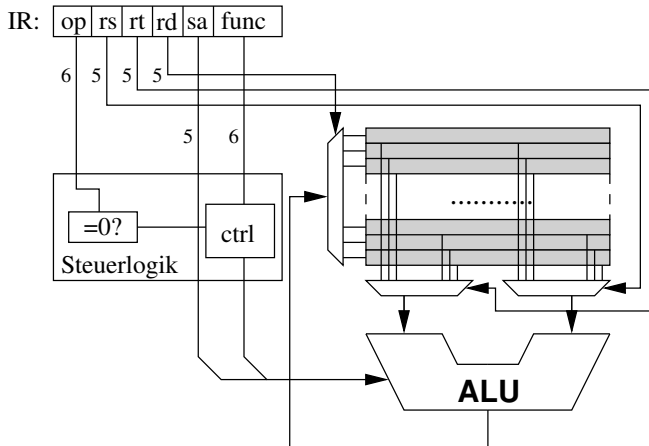 IR: op rs rt rd sa func
6 5 5 5
5 6
=0? ctrl
Steuerlogik
ALU